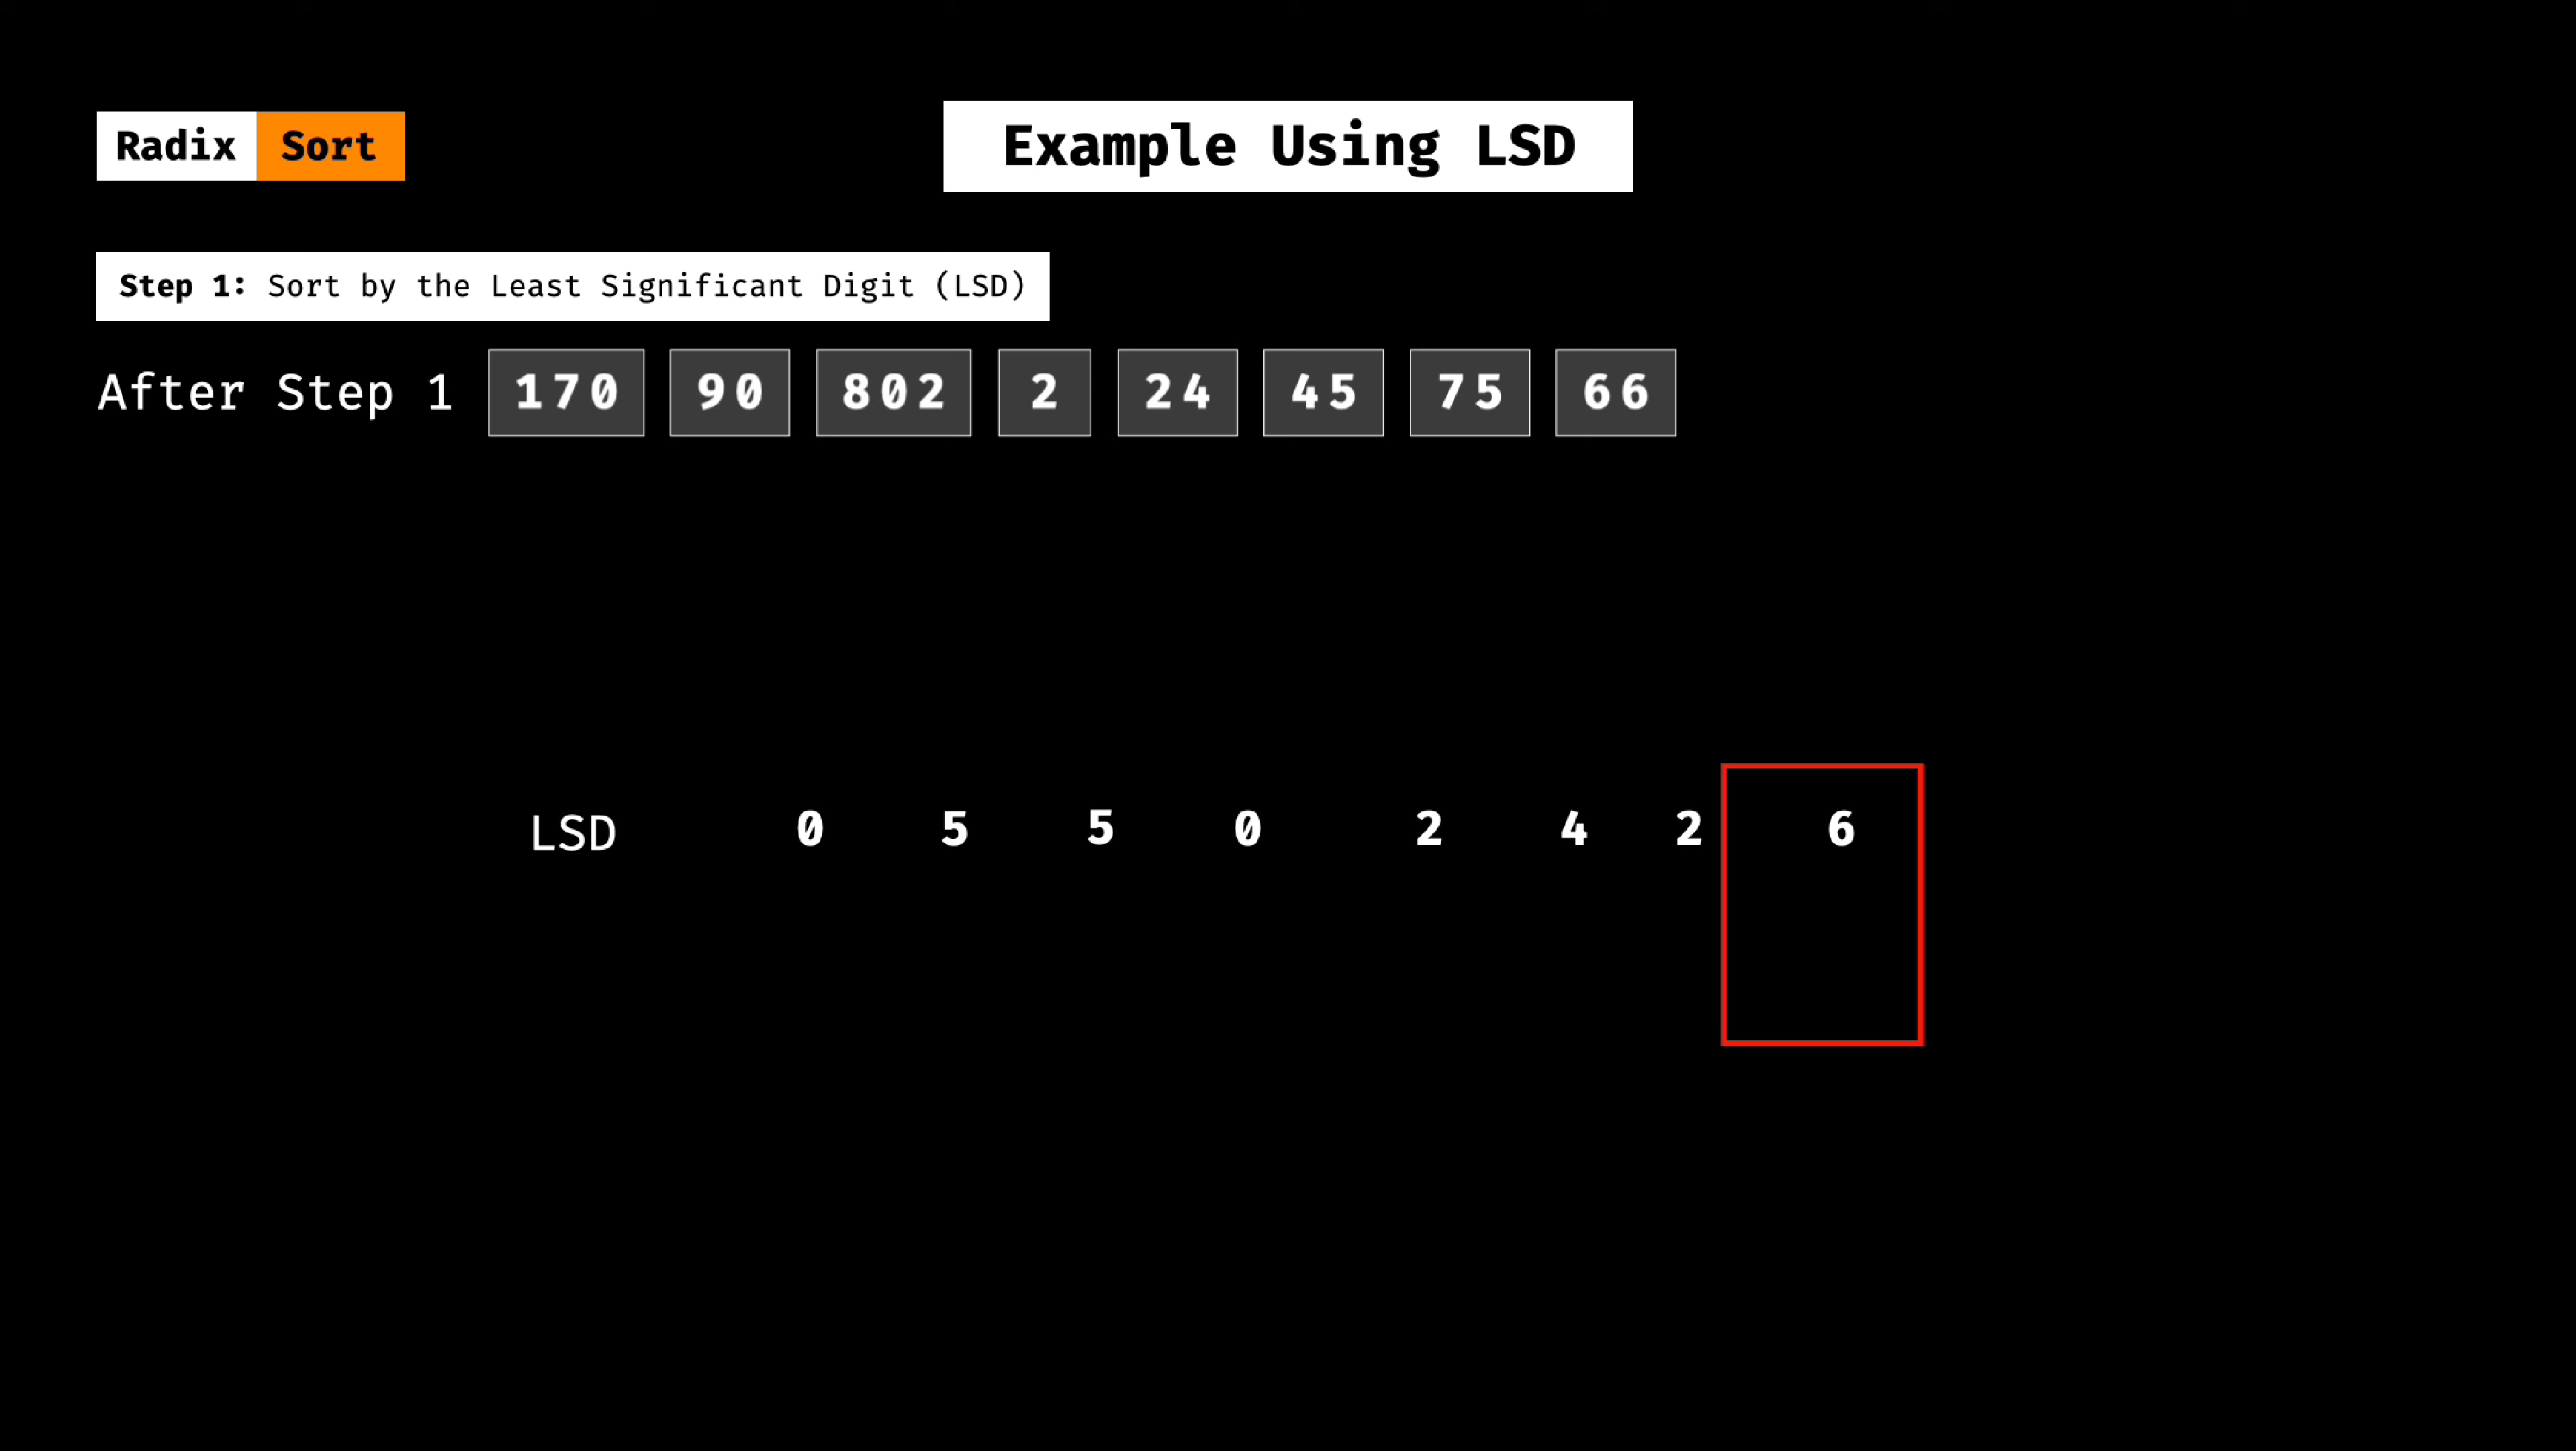 Radix Sort
Example Using LSD
Step 1: Sort by the Least Significant Digit (LSD)
After Step 1 170 90 802 2 24 45 75 66
LSD 0 5 5 0 2 4 2 6